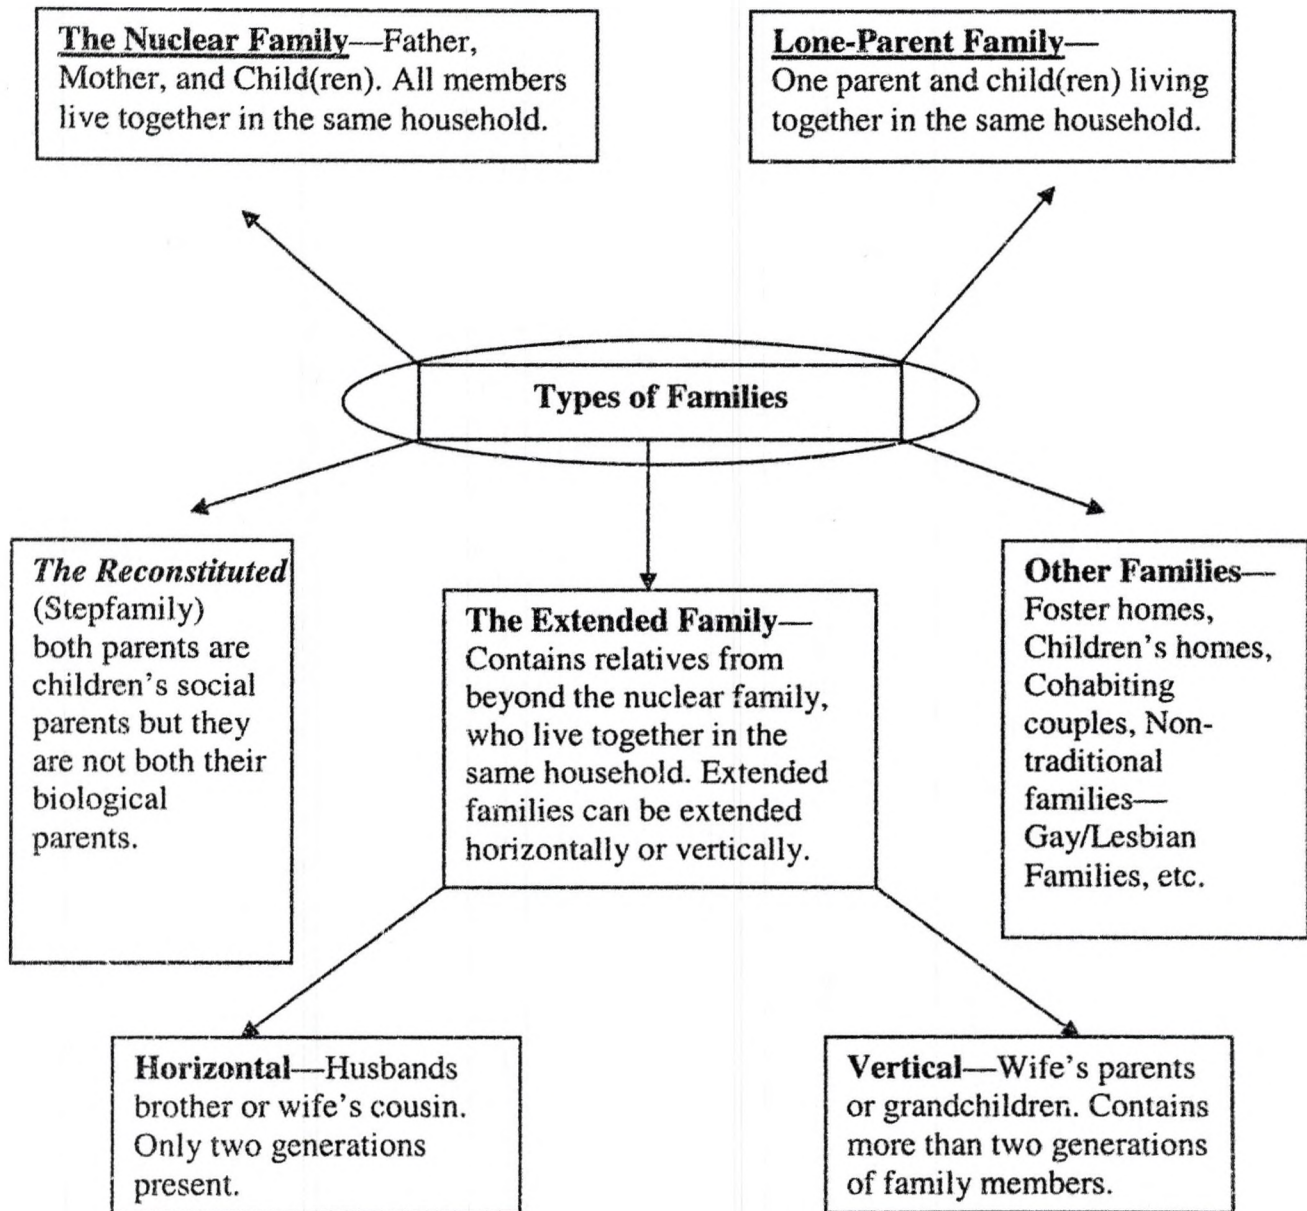 The Nuclear Family—Father,
Mother, and Child(ren). All members
live together in the same household.
Lone-Parent Family—
One parent and child(ren) living
together in the same household.
Types of Families
The Reconstituted
(Stepfamily)
both parents are
children's social
parents but they
are not both their
biological
parents.
The Extended Family—
Contains relatives from
beyond the nuclear family,
who live together in the
same household. Extended
families can be extended
horizontally or vertically.
Other Families—
Foster homes,
Children's homes,
Cohabiting
couples, Non-
traditional
families—
Gay/Lesbian
Families, etc.
Horizontal—Husbands
brother or wife's cousin.
Only two generations
present.
Vertical—Wife's parents
or grandchildren. Contains
more than two generations
of family members.